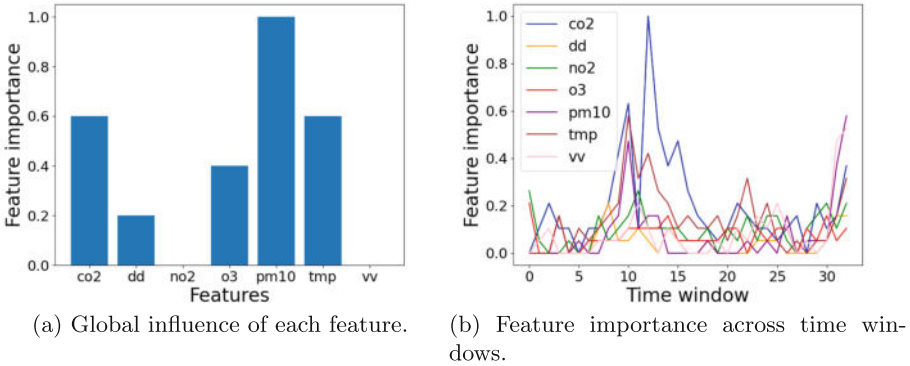 1.0
0.8
0.6
0.4
0.2
0.0
Feature importance
co2 dd no2 o3 pm10 tmp vv
Features
(a) Global influence of each feature.
1.0
0.8
0.6
0.4
0.2
0.0
Feature importance
co2
dd
no2
o3
pm10
tmp
vv
0 5 10 15 20 25 30
Time window
(b) Feature importance across time win-
dows.